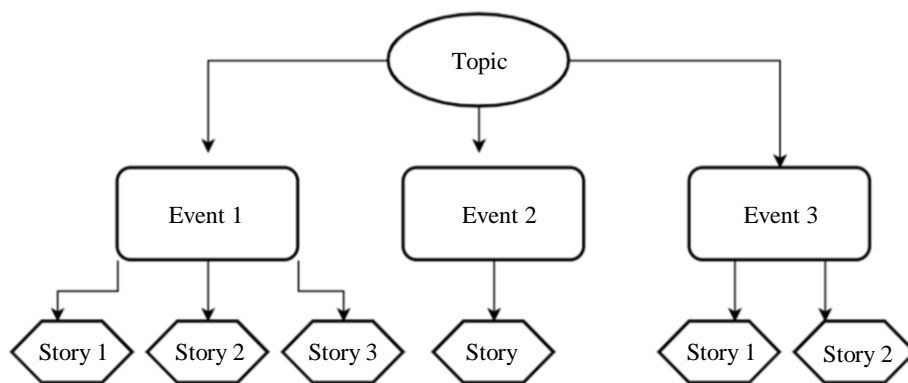 Topic
Event 1
Event 2
Event 3
Story 1
Story 2
Story 3
Story
Story 1
Story 2